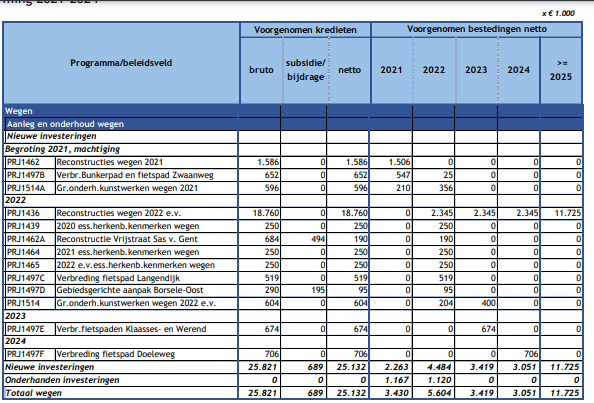 x € 1.000
Programma/beleidsveld Voorgenomen kredieten Voorgenomen bestedingen netto
bruto subsidie/bijdrage netto 2021 2022 2023 2024 >= 2025
Wegen
Aanleg en onderhoud wegen
Nieuwe investeringen
Begroting 2021, machtiging
PRJ1462 Reconstructies wegen 2021 1.586 0 1.586 1.506 0 0 0 0
PRJ1497B Verbr.Bunkerpad en fietspad Zwaanweg 652 0 652 547 25 0 0 0
PRJ1514A Gr.onderh.kunstwerken wegen 2021 596 0 596 210 356 0 0 0
2022
PRJ1436 Reconstructies wegen 2022 e.v. 18.760 0 18.760 0 2.345 2.345 2.345 11.725
PRJ1439 2020 ess.herkenb.kenmerken wegen 250 0 250 0 250 0 0 0
PRJ1462A Reconstructie Vrijstraat Sas v. Gent 684 494 190 0 190 0 0 0
PRJ1464 2021 ess.herkenb.kenmerken wegen 250 0 250 0 250 0 0 0
PRJ1465 2022 e.v.ess.herkenb.kenmerken wegen 250 0 250 0 250 0 0 0
PRJ1497C Verbreding fietspad Langendijk 519 0 519 0 519 0 0 0
PRJ1497D Gebiedsgerichte aanpak Borsele-Oost 290 195 95 0 95 0 0 0
PRJ1514 Gr.onderh.kunstwerken wegen 2022 e.v. 604 0 604 0 204 400 0 0
2023
PRJ1497E Verbr.fietspaden Klaasses- en Werend 674 0 674 0 0 674 0 0
2024
PRJ1497F Verbreding fietspad Doeleweg 706 0 706 0 0 0 706 0
Nieuwe investeringen 25.821 689 25.132 2.263 4.484 3.419 3.051 11.725
Onderhanden investeringen 0 0 0 1.167 1.120 0 0 0
Totaal wegen 25.821 689 25.132 3.430 5.604 3.419 3.051 11.725